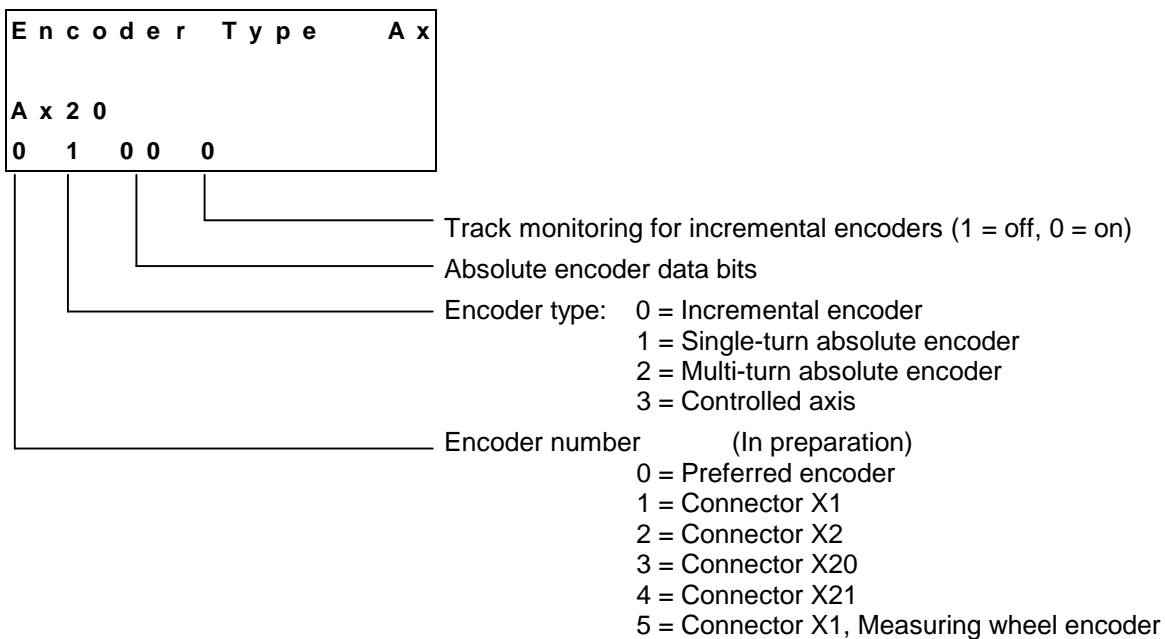 Encoder Type Ax
Ax20
0 1 00 0
Track monitoring for incremental encoders (1 = off, 0 = on)
Absolute encoder data bits
Encoder type: 0 = Incremental encoder
1 = Single-turn absolute encoder
2 = Multi-turn absolute encoder
3 = Controlled axis
Encoder number (In preparation)
0 = Preferred encoder
1 = Connector X1
2 = Connector X2
3 = Connector X20
4 = Connector X21
5 = Connector X1, Measuring wheel encoder